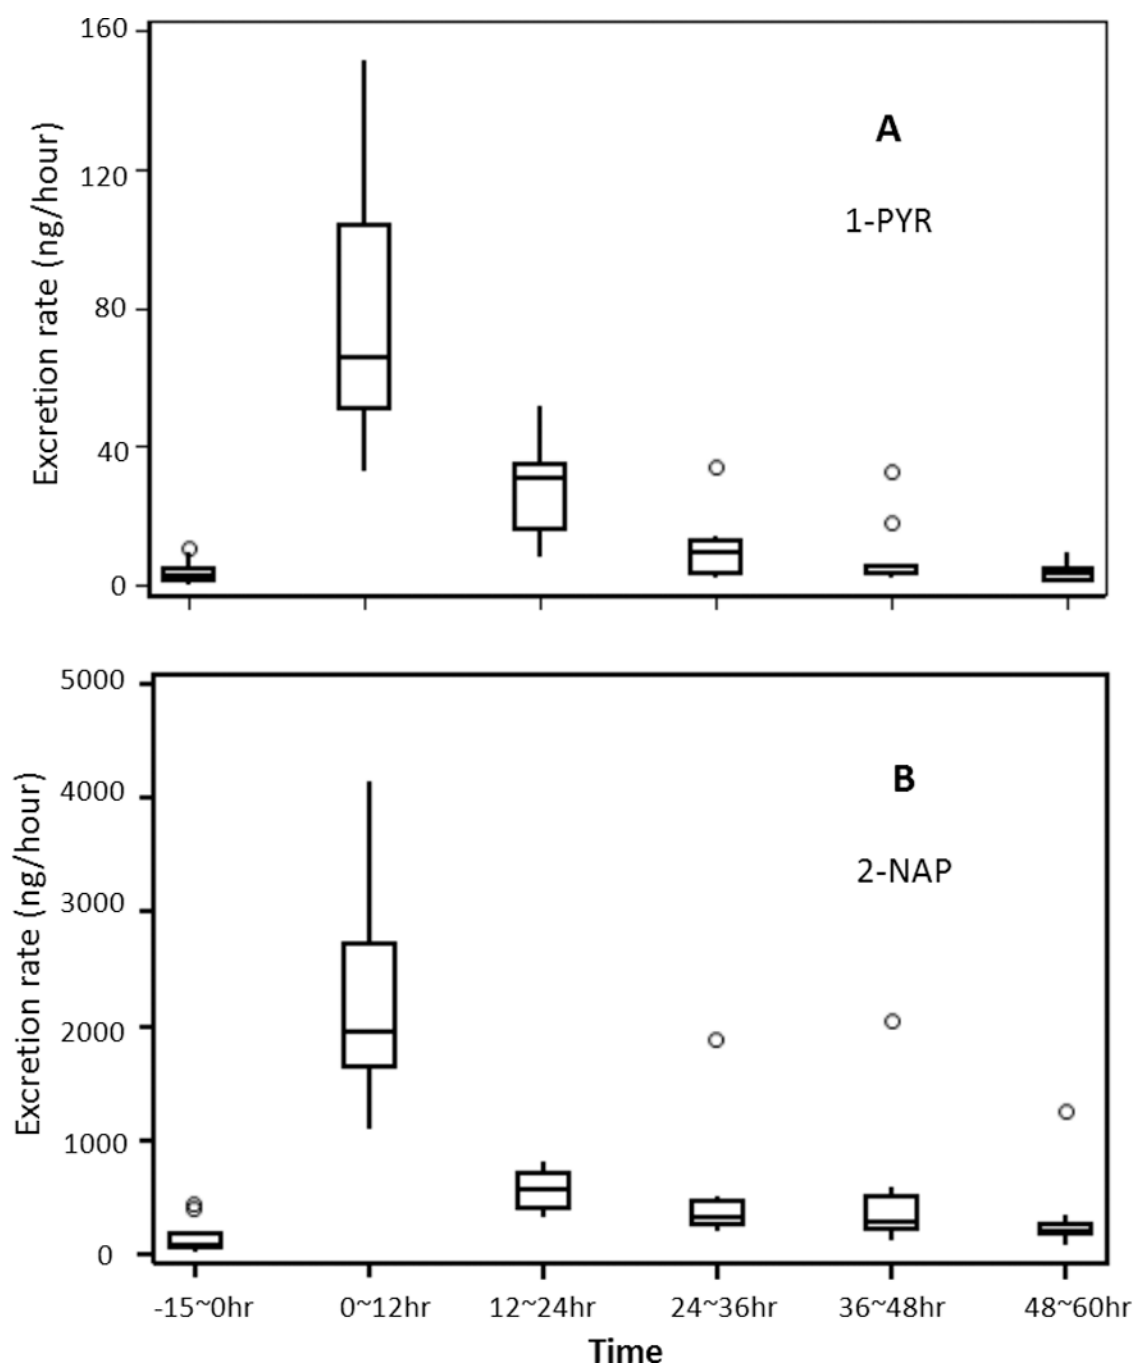 160
120
80
40
0
Excretion rate (ng/hour)
A
1-PYR
5000
4000
3000
2000
1000
0
Excretion rate (ng/hour)
B
2-NAP
-15~0hr 0~12hr 12~24hr 24~36hr 36~48hr 48~60hr
Time